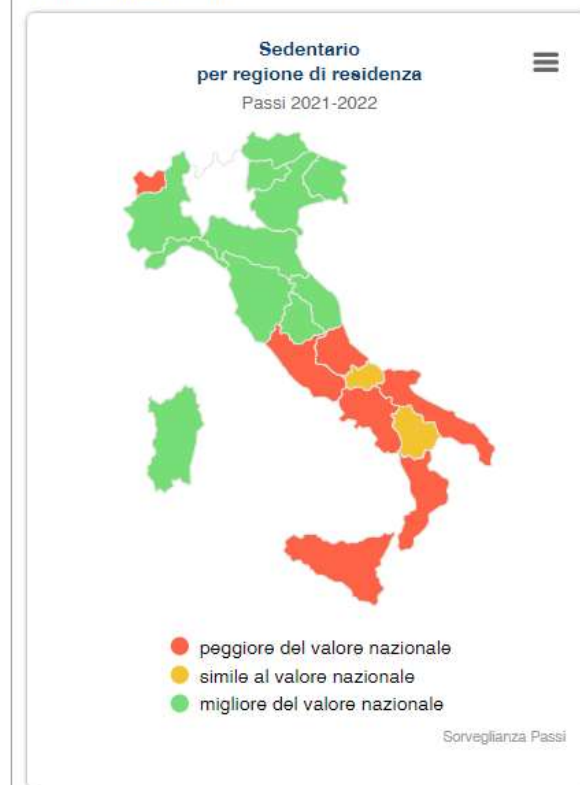 Sedentario
per regione di residenza
Passi 2021-2022
peggiore del valore nazionale
simile al valore nazionale
migliore del valore nazionale
Sorveglianza Passi